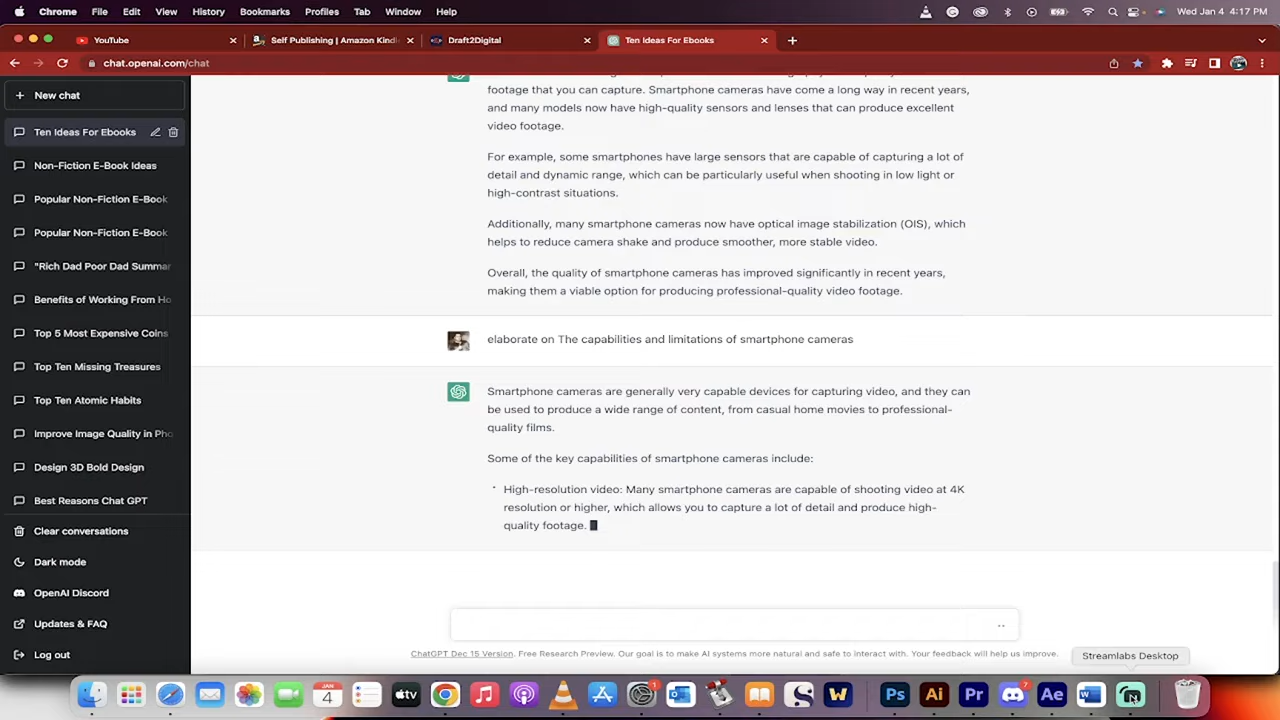 Chrome File Edit View History Bookmarks Profiles Tab Window Help Wed Jan 4 4:17 PM
YouTube Self Publishing | Amazon Kindl Draft2Digital Ten Ideas For Ebooks
chat.openai.com/chat
New chat
Ten Ideas For Ebooks
Non-Fiction E-Book Ideas
Popular Non-Fiction E-Book
Popular Non-Fiction E-Book
"Rich Dad Poor Dad Summar
Benefits of Working From Ho
Top 5 Most Expensive Coins
Top Ten Missing Treasures
Top Ten Atomic Habits
Improve Image Quality in Pho
Design 3D Bold Design
Best Reasons Chat GPT
Clear conversations
Dark mode
OpenAI Discord
Updates & FAQ
Log out
footage that you can capture. Smartphone cameras have come a long way in recent years,
and many models now have high-quality sensors and lenses that can produce excellent
video footage.
For example, some smartphones have large sensors that are capable of capturing a lot of
detail and dynamic range, which can be particularly useful when shooting in low light or
high-contrast situations.
Additionally, many smartphone cameras now have optical image stabilization (OIS), which
helps to reduce camera shake and produce smoother, more stable video.
Overall, the quality of smartphone cameras has improved significantly in recent years,
making them a viable option for producing professional-quality video footage.
elaborate on The capabilities and limitations of smartphone cameras
Smartphone cameras are generally very capable devices for capturing video, and they can
be used to produce a wide range of content, from casual home movies to professional-
quality films.
Some of the key capabilities of smartphone cameras include:
· High-resolution video: Many smartphone cameras are capable of shooting video at 4K
resolution or higher, which allows you to capture a lot of detail and produce high-
quality footage.
ChatGPT Dec 15 Version. Free Research Preview. Our goal is to make AI systems more natural and safe to interact with. Your feedback will help us improve.
Streamlabs Desktop
JAN
4
tv
1
S W Ps Ai Pr 7 Ae W